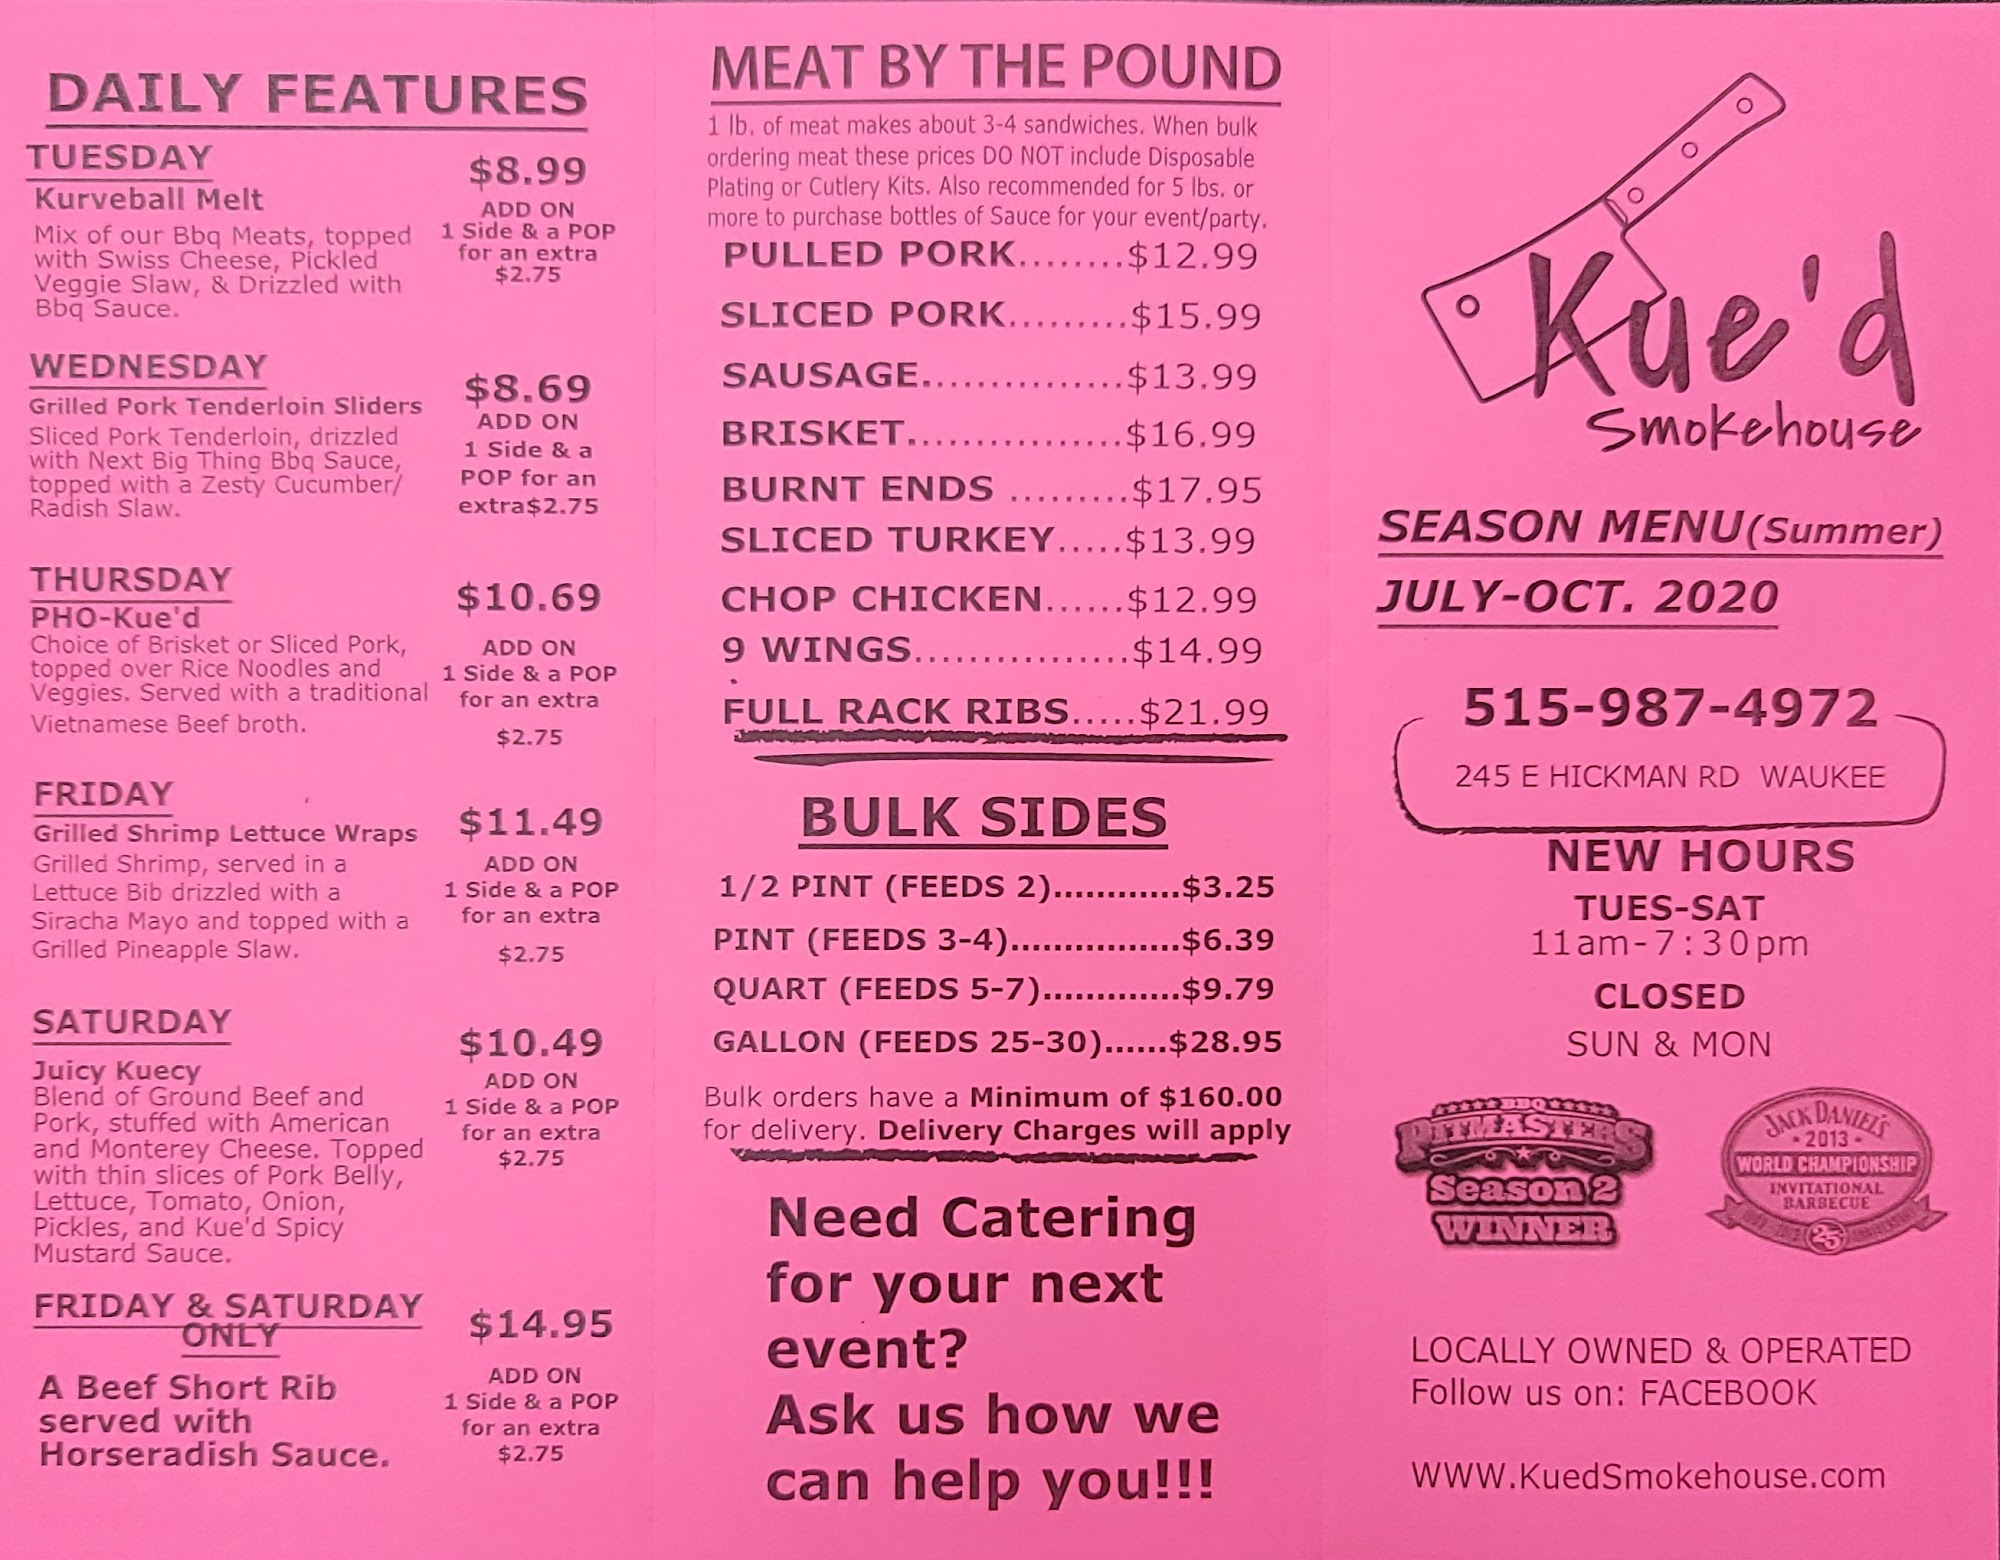 DAILY FEATURES
TUESDAY
Kurveball Melt
Mix of our Bbq Meats, topped
with Swiss Cheese, Pickled
Veggie Slaw, & Drizzled with
Bbq Sauce.
$8.99
ADD ON
1 Side & a POP
for an extra
$2.75
WEDNESDAY
Grilled Pork Tenderloin Sliders
Sliced Pork Tenderloin, drizzled
with Next Big Thing Bbq Sauce,
topped with a Zesty Cucumber/
Radish Slaw.
$8.69
ADD ON
1 Side & a
POP for an
extra$2.75
THURSDAY
PHO-Kue'd
Choice of Brisket or Sliced Pork,
topped over Rice Noodles and
Veggies. Served with a traditional
Vietnamese Beef broth.
$10.69
ADD ON
1 Side & a POP
for an extra
$2.75
FRIDAY
Grilled Shrimp Lettuce Wraps
Grilled Shrimp, served in a
Lettuce Bib drizzled with a
Siracha Mayo and topped with a
Grilled Pineapple Slaw.
$11.49
ADD ON
1 Side & a POP
for an extra
$2.75
SATURDAY
Juicy Kuecy
Blend of Ground Beef and
Pork, stuffed with American
and Monterey Cheese. Topped
with thin slices of Pork Belly,
Lettuce, Tomato, Onion,
Pickles, and Kue'd Spicy
Mustard Sauce.
$10.49
ADD ON
1 Side & a POP
for an extra
$2.75
FRIDAY & SATURDAY
ONLY
A Beef Short Rib
served with
Horseradish Sauce.
$14.95
ADD ON
1 Side & a POP
for an extra
$2.75
MEAT BY THE POUND
1 lb. of meat makes about 3-4 sandwiches. When bulk
ordering meat these prices DO NOT include Disposable
Plating or Cutlery Kits. Also recommended for 5 lbs. or
more to purchase bottles of Sauce for your event/party.
PULLED PORK........$12.99
SLICED PORK.........$15.99
SAUSAGE...............$13.99
BRISKET................$16.99
BURNT ENDS .........$17.95
SLICED TURKEY.....$13.99
CHOP CHICKEN......$12.99
9 WINGS................$14.99
FULL RACK RIBS.....$21.99
BULK SIDES
1/2 PINT (FEEDS 2)............$3.25
PINT (FEEDS 3-4)................$6.39
QUART (FEEDS 5-7).............$9.79
GALLON (FEEDS 25-30)......$28.95
Bulk orders have a Minimum of $160.00
for delivery. Delivery Charges will apply
Need Catering
for your next
event?
Ask us how we
can help you!!!
Kue'd
Smokehouse
SEASON MENU(Summer)
JULY-OCT. 2020
515-987-4972
245 E HICKMAN RD WAUKEE
NEW HOURS
TUES-SAT
11am-7:30pm
CLOSED
SUN & MON
BBQ
PITMASTERS
Season 2
WINNER
JACK DANIEL'S
2013
WORLD CHAMPIONSHIP
INVITATIONAL
BARBECUE
25
LOCALLY OWNED & OPERATED
Follow us on: FACEBOOK
WWW.KuedSmokehouse.com